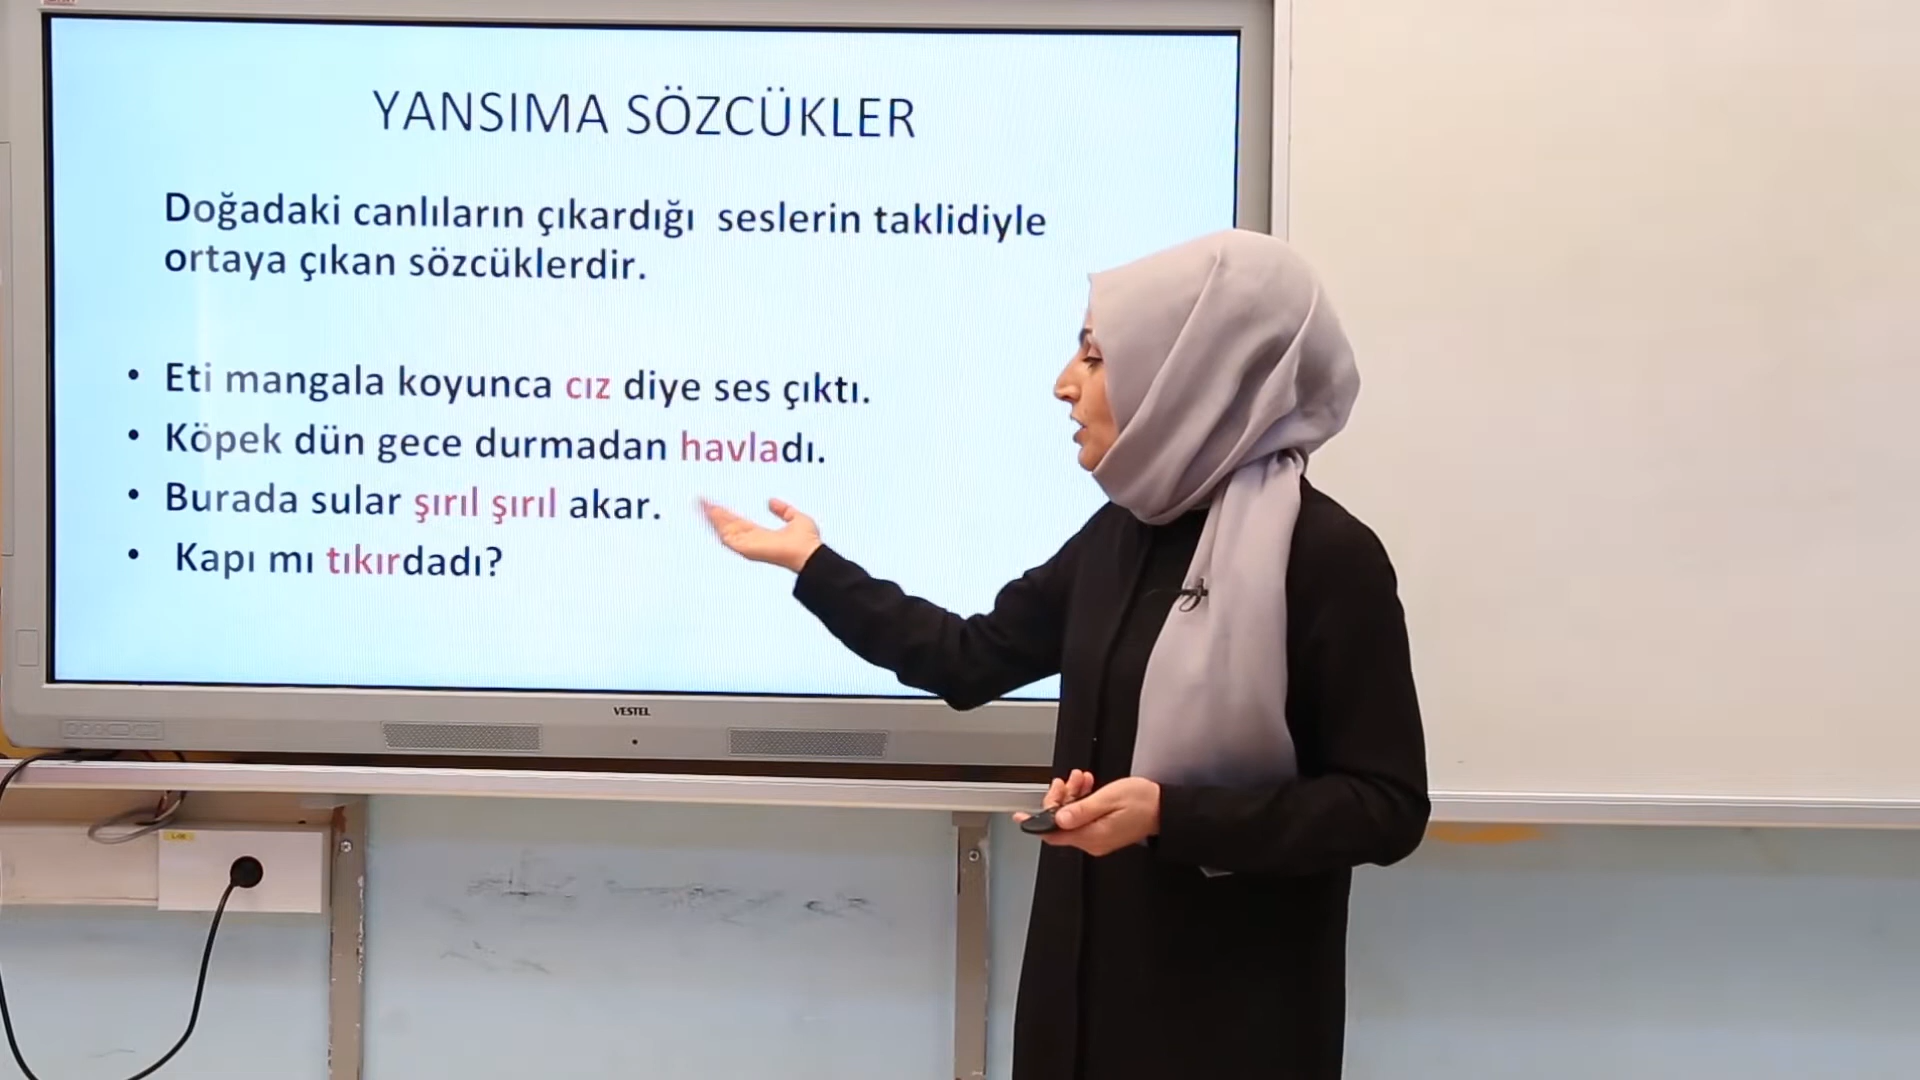 YANSIMA SÖZCÜKLER
Doğadaki canlıların çıkardığı seslerin taklidiyle
ortaya çıkan sözcüklerdir.
• Eti mangala koyunca cız diye ses çıktı.
• Köpek dün gece durmadan havladı.
• Burada sular şırıl şırıl akar.
• Kapı mı tıkırdadı?
VESTEL